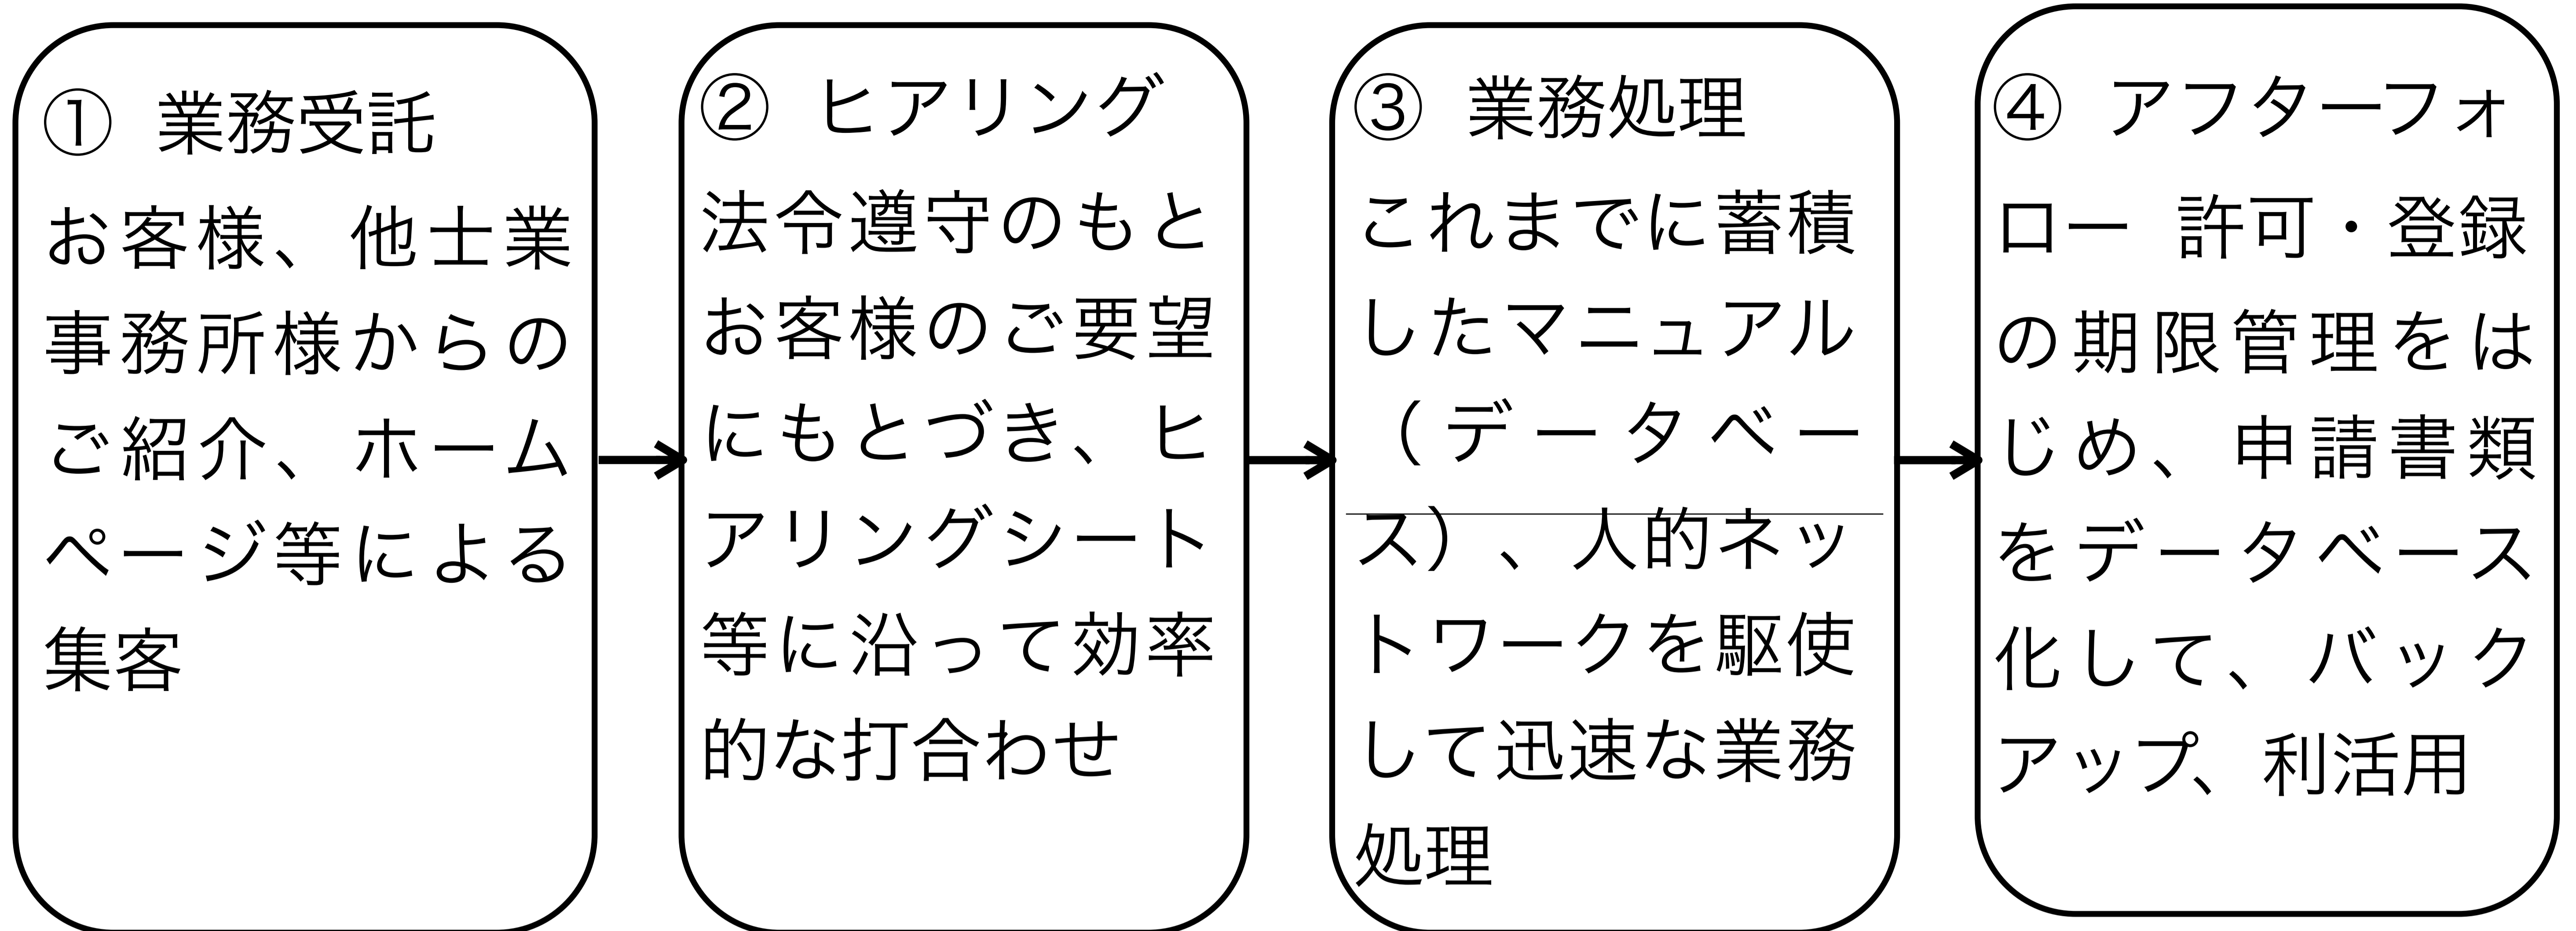 ① 業務受託
お客様、他士業
事務所様からの
ご紹介、ホーム
ページ等による
集客
② ヒアリング
法令遵守のもと
お客様のご要望
にもとづき、ヒ
アリングシート
等に沿って効率
的な打合わせ
③ 業務処理
これまでに蓄積
したマニュアル
（データベー
ス）、人的ネッ
トワークを駆使
して迅速な業務
処理
④ アフターフォ
ロー 許可・登録
の期限管理をは
じめ、申請書類
をデータベース
化して、バック
アップ、利活用